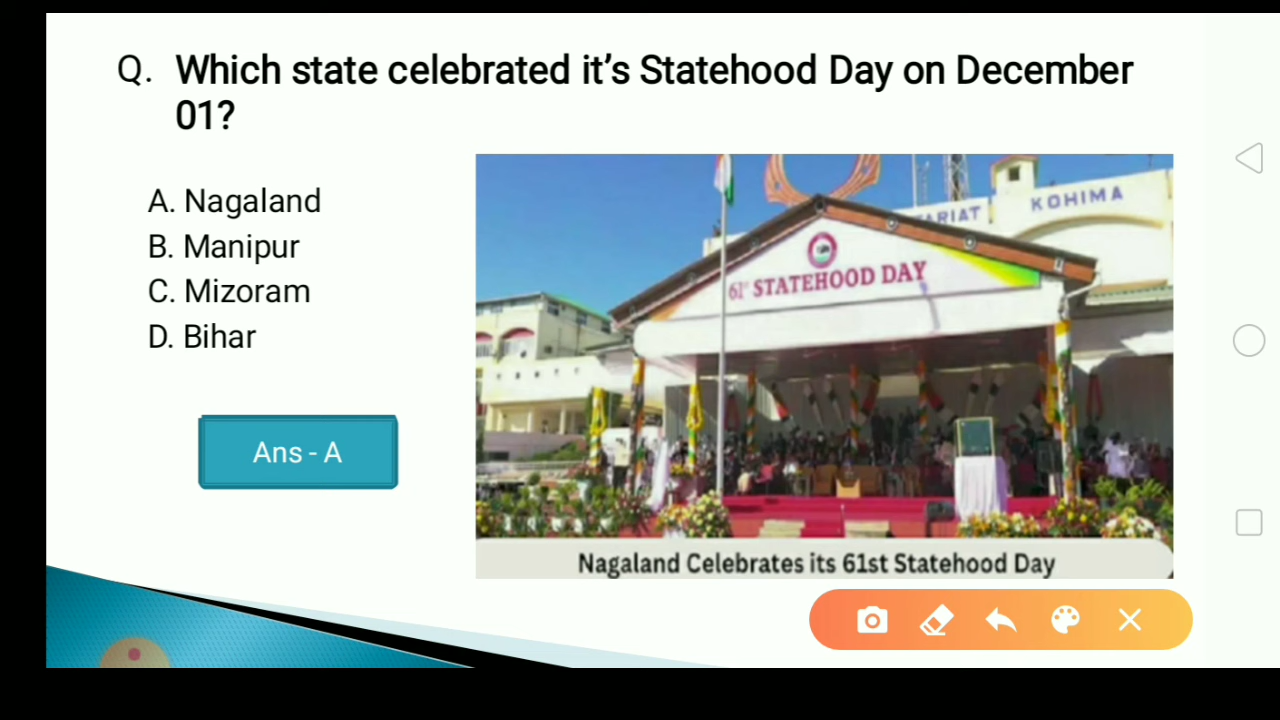 Q. Which state celebrated it’s Statehood Day on December
01?
A. Nagaland
B. Manipur
C. Mizoram
D. Bihar
Ans - A
ARIAT KOHIMA
61st STATEHOOD DAY
Nagaland Celebrates its 61st Statehood Day